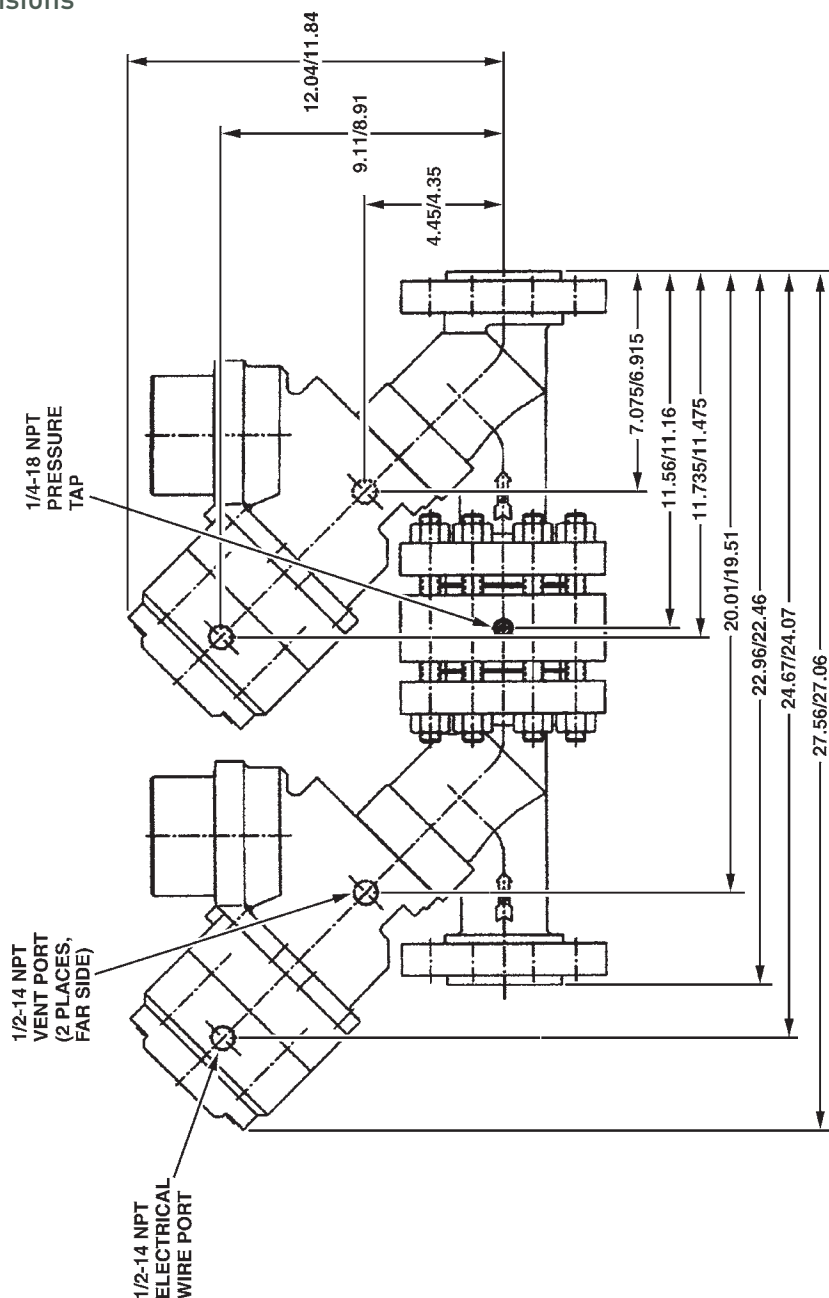 12.04/11.84
9.11/8.91
4.45/4.35
1/4-18 NPT
PRESSURE
TAP
7.075/6.915
11.56/11.16
11.735/11.475
20.01/19.51
22.96/22.46
24.67/24.07
27.56/27.06
1/2-14 NPT
VENT PORT
(2 PLACES,
FAR SIDE)
1/2-14 NPT
ELECTRICAL
WIRE PORT